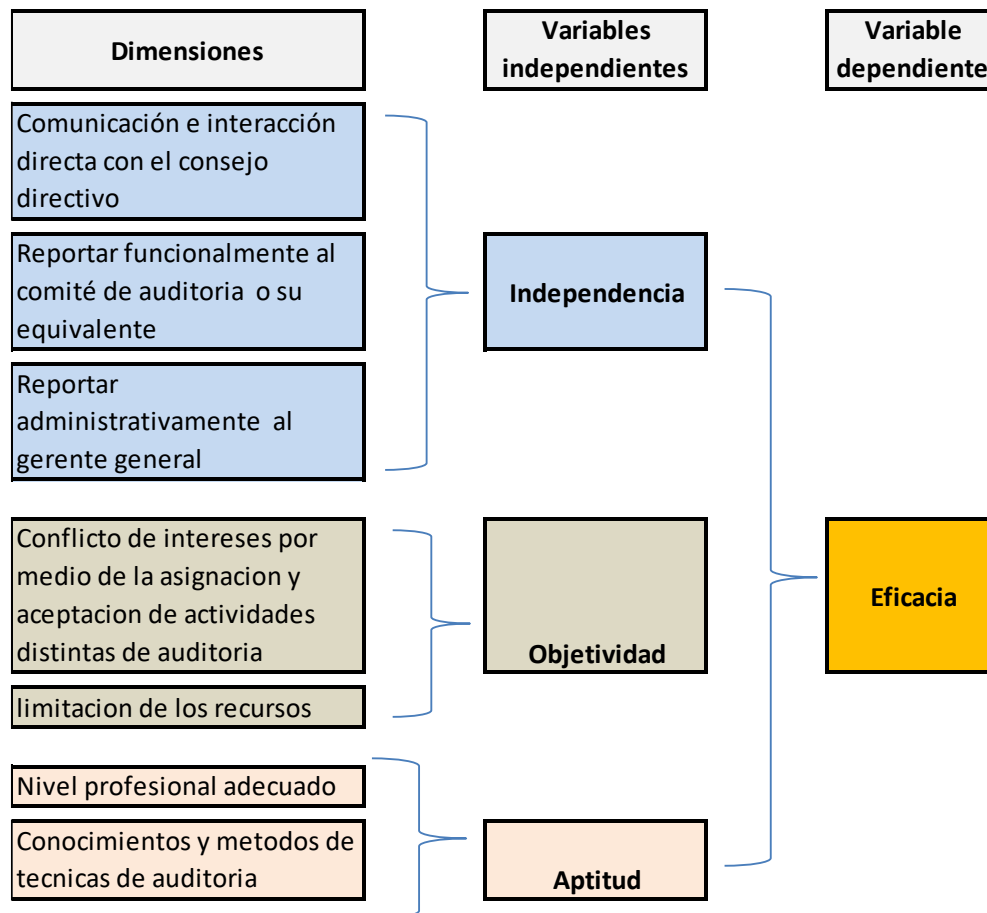 Dimensiones
Variables
independientes
Variable
dependiente
Comunicación e interacción
directa con el consejo
directivo
Reportar funcionalmente al
comité de auditoria o su
equivalente
Independencia
Reportar
administrativamente al
gerente general
Conflicto de intereses por
medio de la asignacion y
aceptacion de actividades
distintas de auditoria
Objetividad
Eficacia
limitacion de los recursos
Nivel profesional adecuado
Conocimientos y metodos de
tecnicas de auditoria
Aptitud